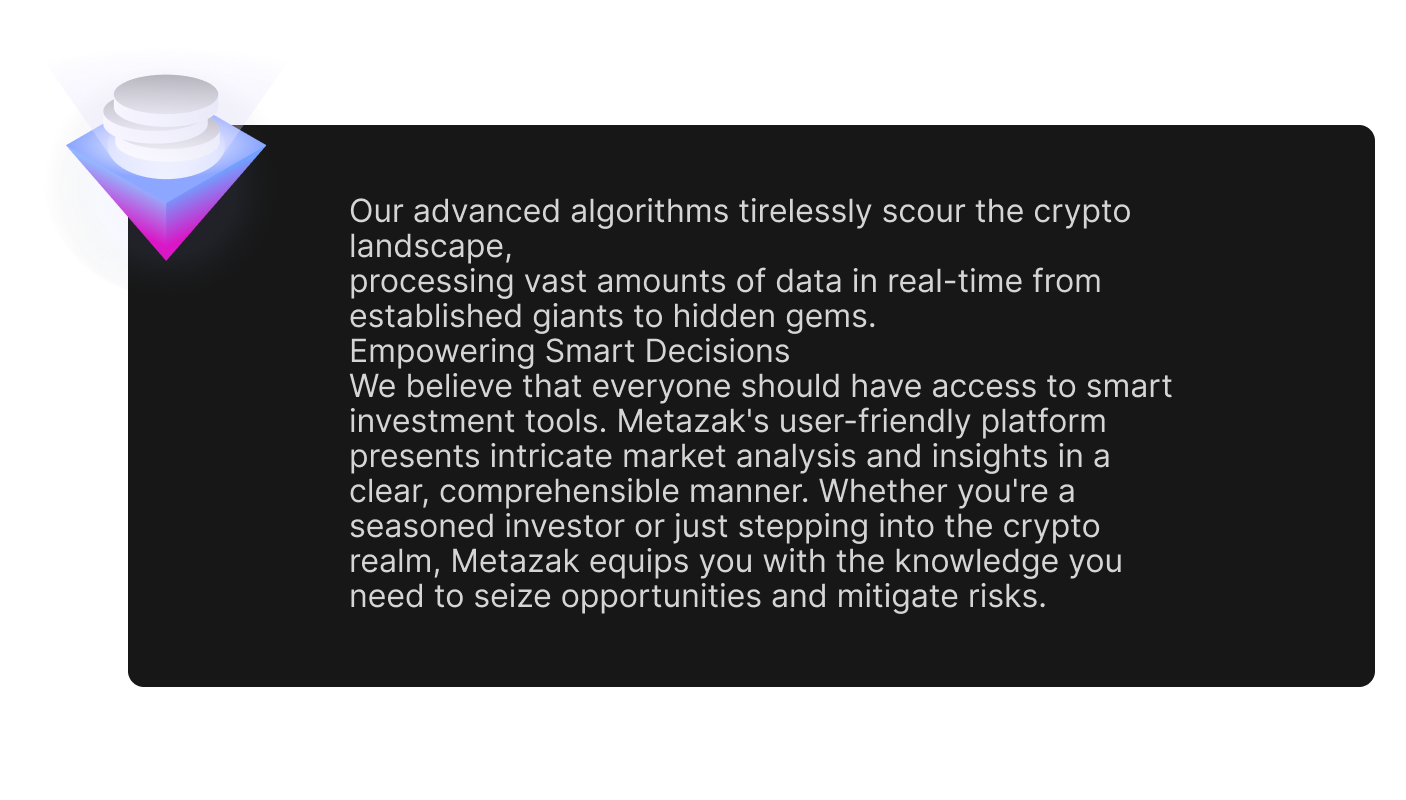 Our advanced algorithms tirelessly scour the crypto
landscape,
processing vast amounts of data in real-time from
established giants to hidden gems.
Empowering Smart Decisions
We believe that everyone should have access to smart
investment tools. Metazak's user-friendly platform
presents intricate market analysis and insights in a
clear, comprehensible manner. Whether you're a
seasoned investor or just stepping into the crypto
realm, Metazak equips you with the knowledge you
need to seize opportunities and mitigate risks.